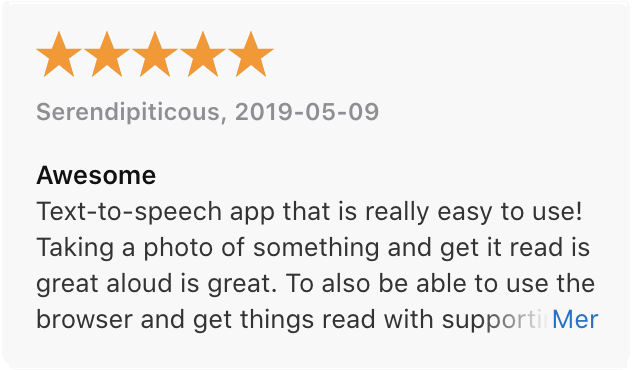 Serendipiticous, 2019-05-09
Awesome
Text-to-speech app that is really easy to use!
Taking a photo of something and get it read is
great aloud is great. To also be able to use the
browser and get things read with Mer